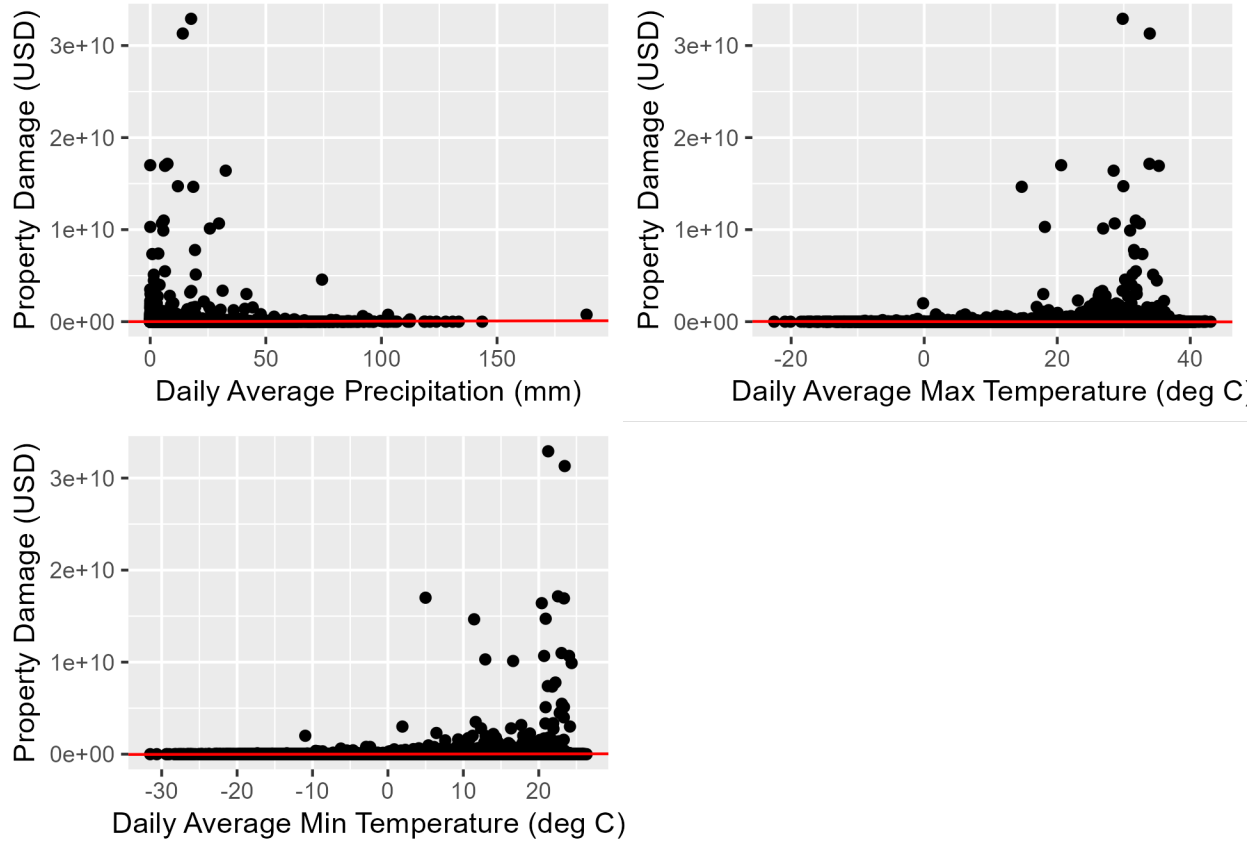 Property Damage (USD)
3e+10
2e+10
1e+10
0e+00
0 50 100 150
Daily Average Precipitation (mm)
Property Damage (USD)
3e+10
2e+10
1e+10
0e+00
-20 0 20 40
Daily Average Max Temperature (deg C)
Property Damage (USD)
3e+10
2e+10
1e+10
0e+00
-30 -20 -10 0 10 20
Daily Average Min Temperature (deg C)